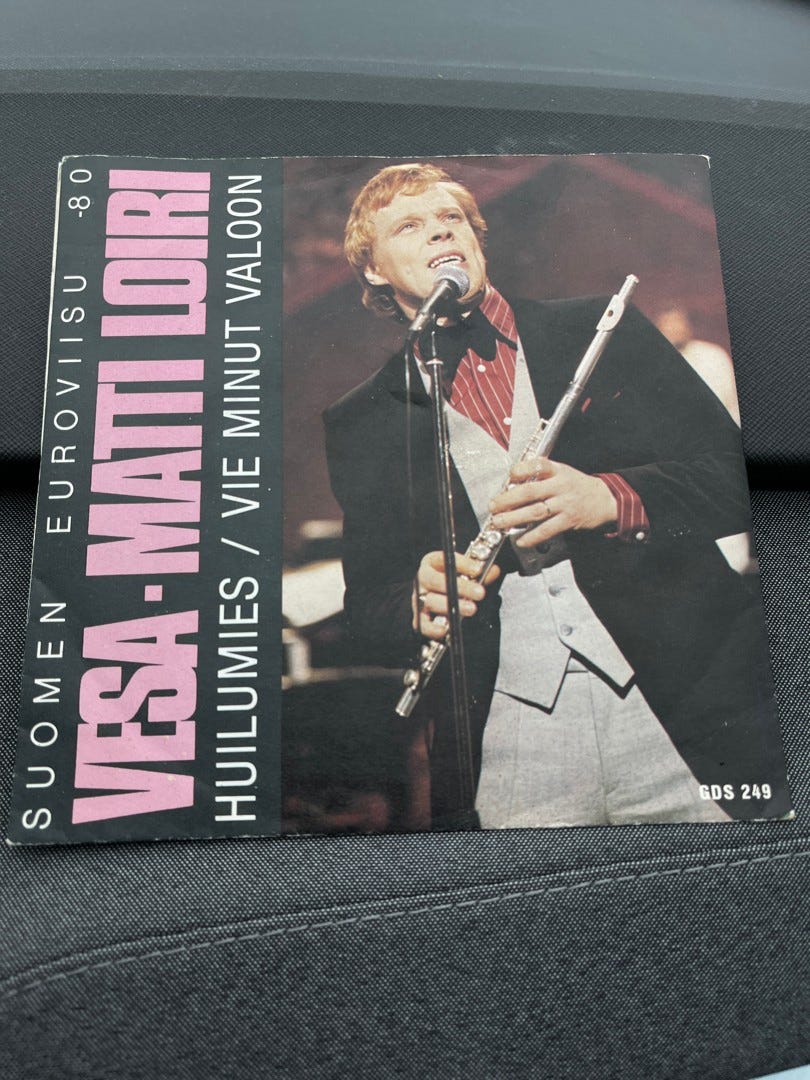 SUOMEN EUROVIISU -80
VESA-MATTI LOIRI
HUILUMIES / VIE MINUT VALOON
GDS 249